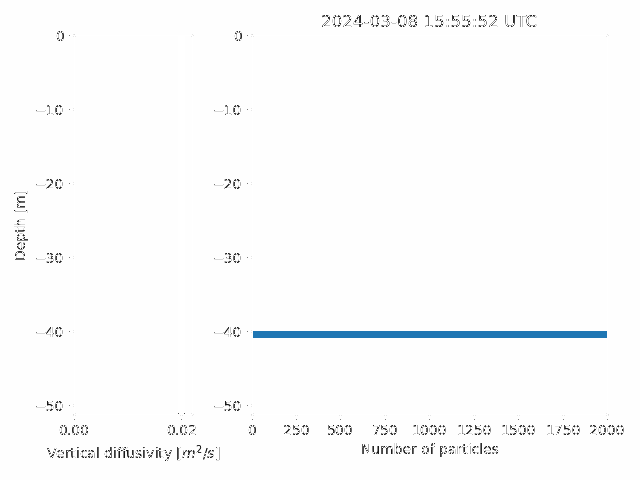 2024-03-08 15:55:52 UTC
0
−10
−20
−30
−40
−50
Depth [m]
0.00 0.02
Vertical diffusivity [m²/s]
0
−10
−20
−30
−40
−50
0 250 500 750 1000 1250 1500 1750 2000
Number of particles